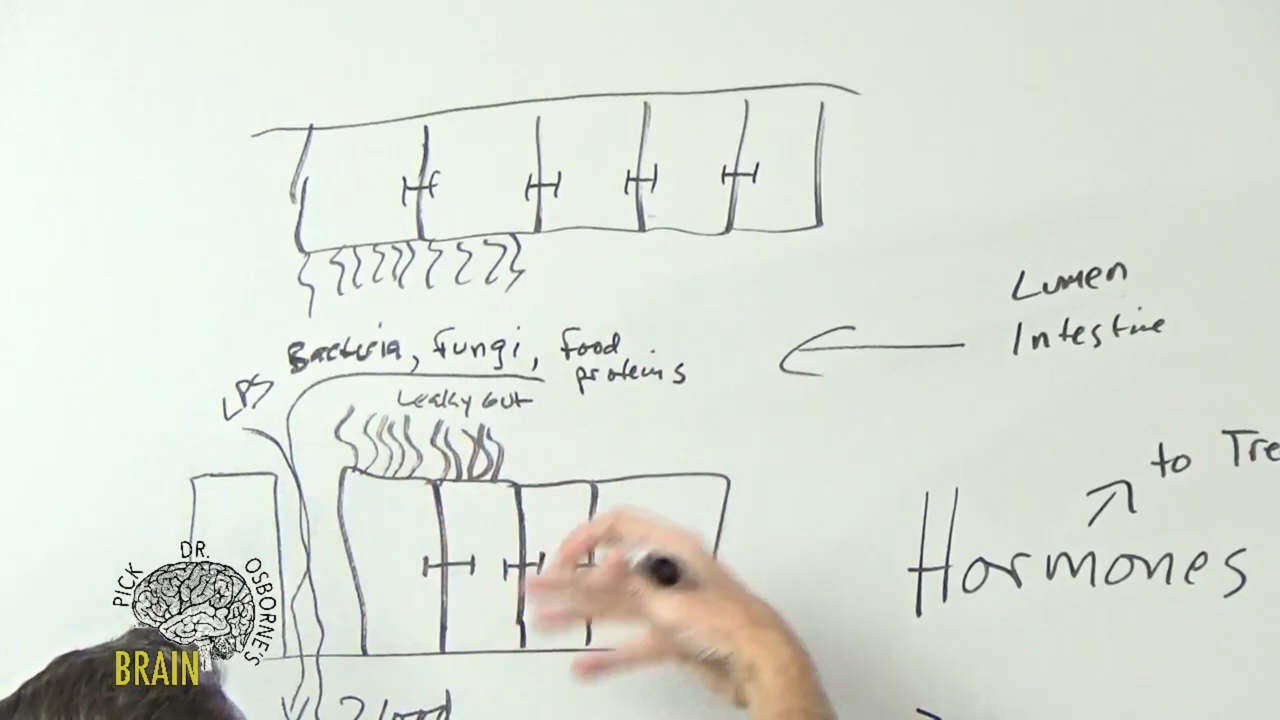 Lumen
Intestine
Bacteria, Fungi, Food
proteins
LPS
Leaky Gut
to Tre
Hormones
PICK
DR.
OSBORNE'S
BRAIN